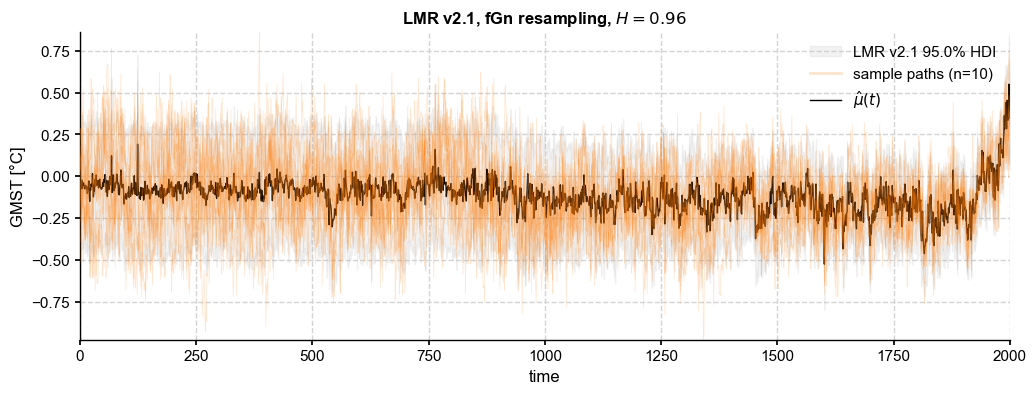 LMR v2.1, fGn resampling, H = 0.96
LMR v2.1 95.0% HDI
sample paths (n=10)
μ̂(t)
GMST [°C]
0.75
0.50
0.25
0.00
−0.25
−0.50
−0.75
0 250 500 750 1000 1250 1500 1750 2000
time